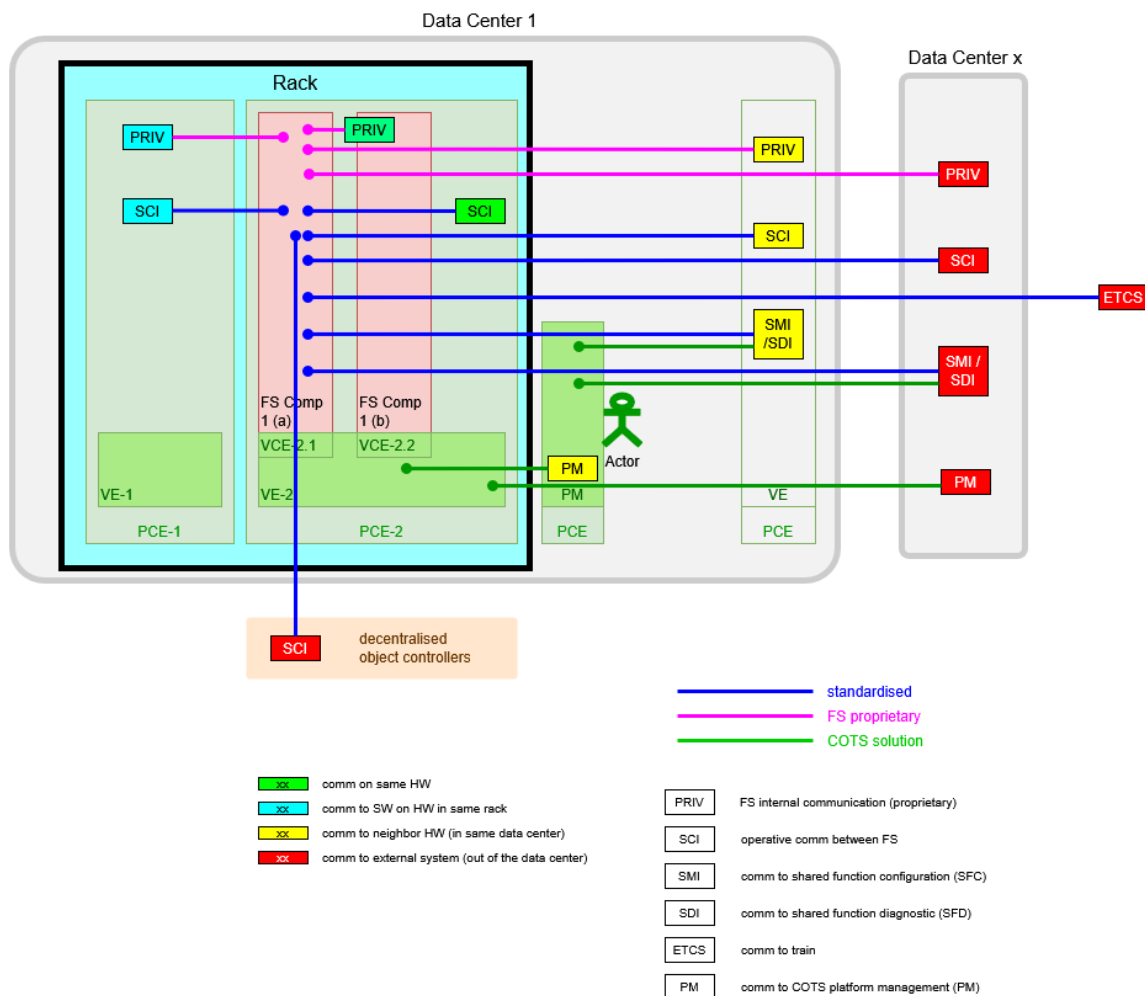 Data Center 1
Data Center x
Rack
PRIV
PRIV
PRIV
PRIV
SCI
SCI
SCI
SCI
ETCS
SMI
/SDI
SMI /
SDI
FS Comp
1 (a)
FS Comp
1 (b)
Actor
VCE-2.1
VCE-2.2
PM
PM
VE-1
VE-2
PM
VE
PCE-1
PCE-2
PCE
PCE
SCI
decentralised
object controllers
standardised
FS proprietary
COTS solution
xx comm on same HW
xx comm to SW on HW in same rack
xx comm to neighbor HW (in same data center)
xx comm to external system (out of the data center)
PRIV FS internal communication (proprietary)
SCI operative comm between FS
SMI comm to shared function configuration (SFC)
SDI comm to shared function diagnostic (SFD)
ETCS comm to train
PM comm to COTS platform management (PM)